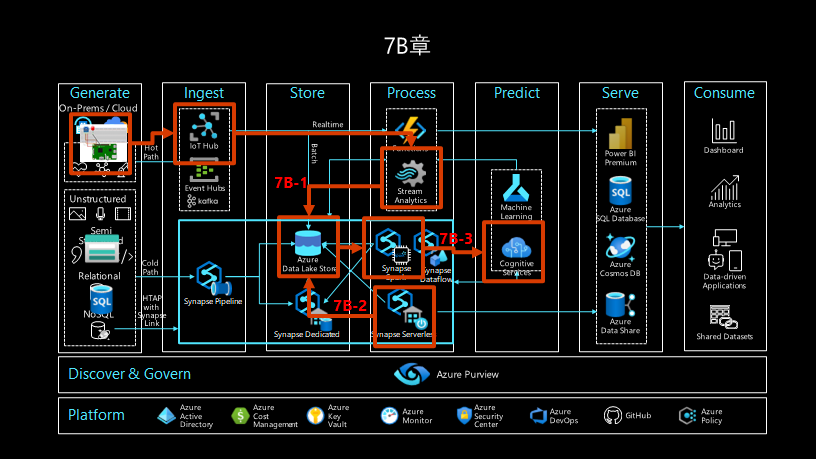 7B章
Generate
Ingest
Store
Process
Predict
Serve
Consume
On-Prems / Cloud
Hot
Path
IoT Hub
Event Hubs
kafka
Realtime
Batch
Stream
Analytics
Machine
Learning
Cognitive
Services
Power BI
Premium
SQL
Azure
SQL Database
Azure
Cosmos DB
Azure
Data Share
Dashboard
Analytics
Data-driven
Applications
Shared Datasets
Unstructured
Semi
Relational
SQL
NoSQL
Cold
Path
HTAP
with
Synapse
Link
Synapse Pipeline
7B-1
Azure
Data Lake Store
7B-2
Synapse Dedicated
Synapse
Spark
7B-3
Synapse
Dataflow
Synapse Serverless
Discover & Govern
Azure Purview
Platform
Azure
Active
Directory
Azure
Cost
Management
Azure
Key
Vault
Azure
Monitor
Azure
Security
Center
Azure
DevOps
GitHub
Azure
Policy